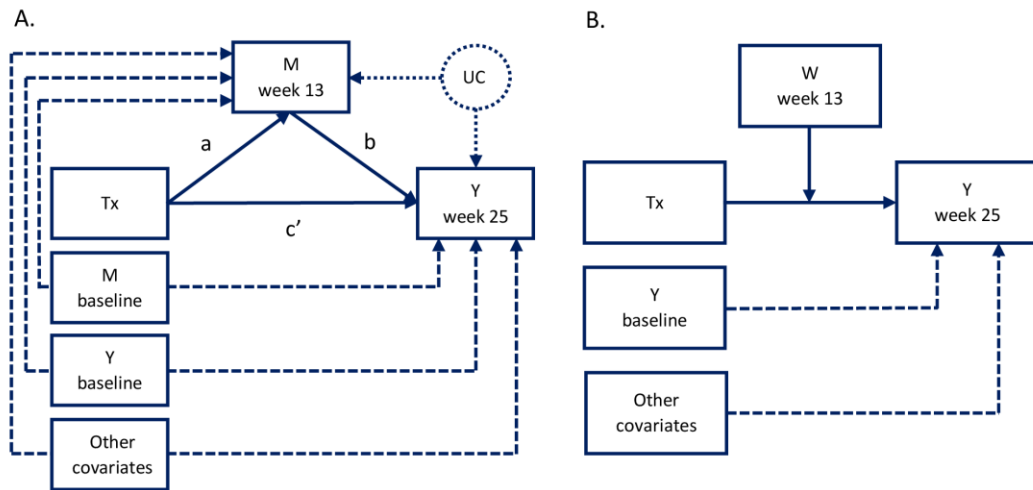 A.
M
week 13
UC
a
b
Tx
Y
week 25
c’
M
baseline
Y
baseline
Other
covariates
B.
W
week 13
Tx
Y
week 25
Y
baseline
Other
covariates